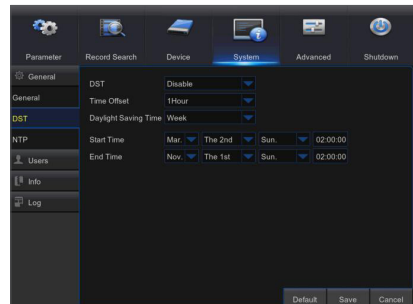 Parameter Record Search Device System Advanced Shutdown
General
General
DST
NTP
Users
Info
Log
DST Disable
Time Offset 1Hour
Daylight Saving Time Week
Start Time Mar. The 2nd Sun. 02:00:00
End Time Nov. The 1st Sun. 02:00:00
Default Save Cancel